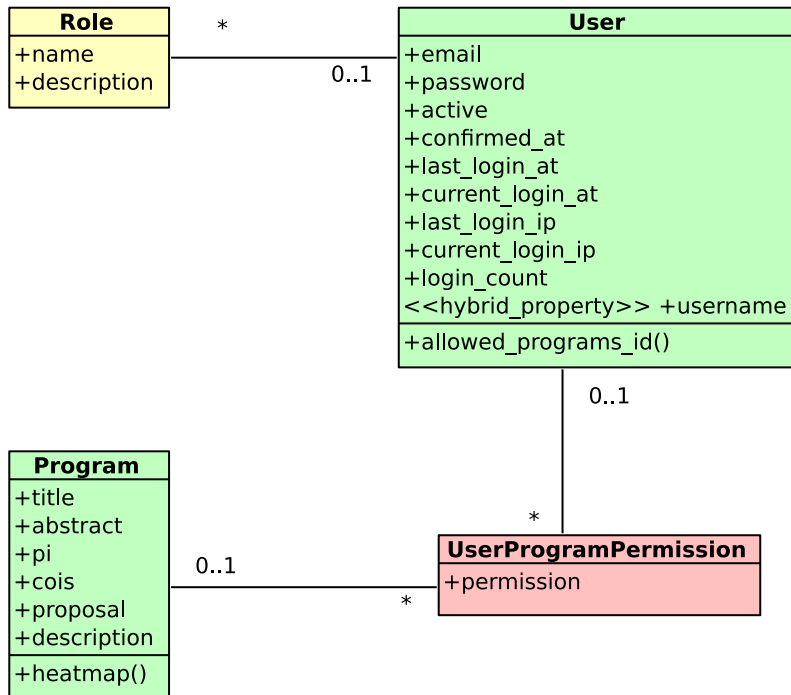 Role
+name
+description
*
0..1
User
+email
+password
+active
+confirmed_at
+last_login_at
+current_login_at
+last_login_ip
+current_login_ip
+login_count
<<hybrid_property>> +username
+allowed_programs_id()
0..1
*
Program
+title
+abstract
+pi
+cois
+proposal
+description
+heatmap()
0..1
*
UserProgramPermission
+permission